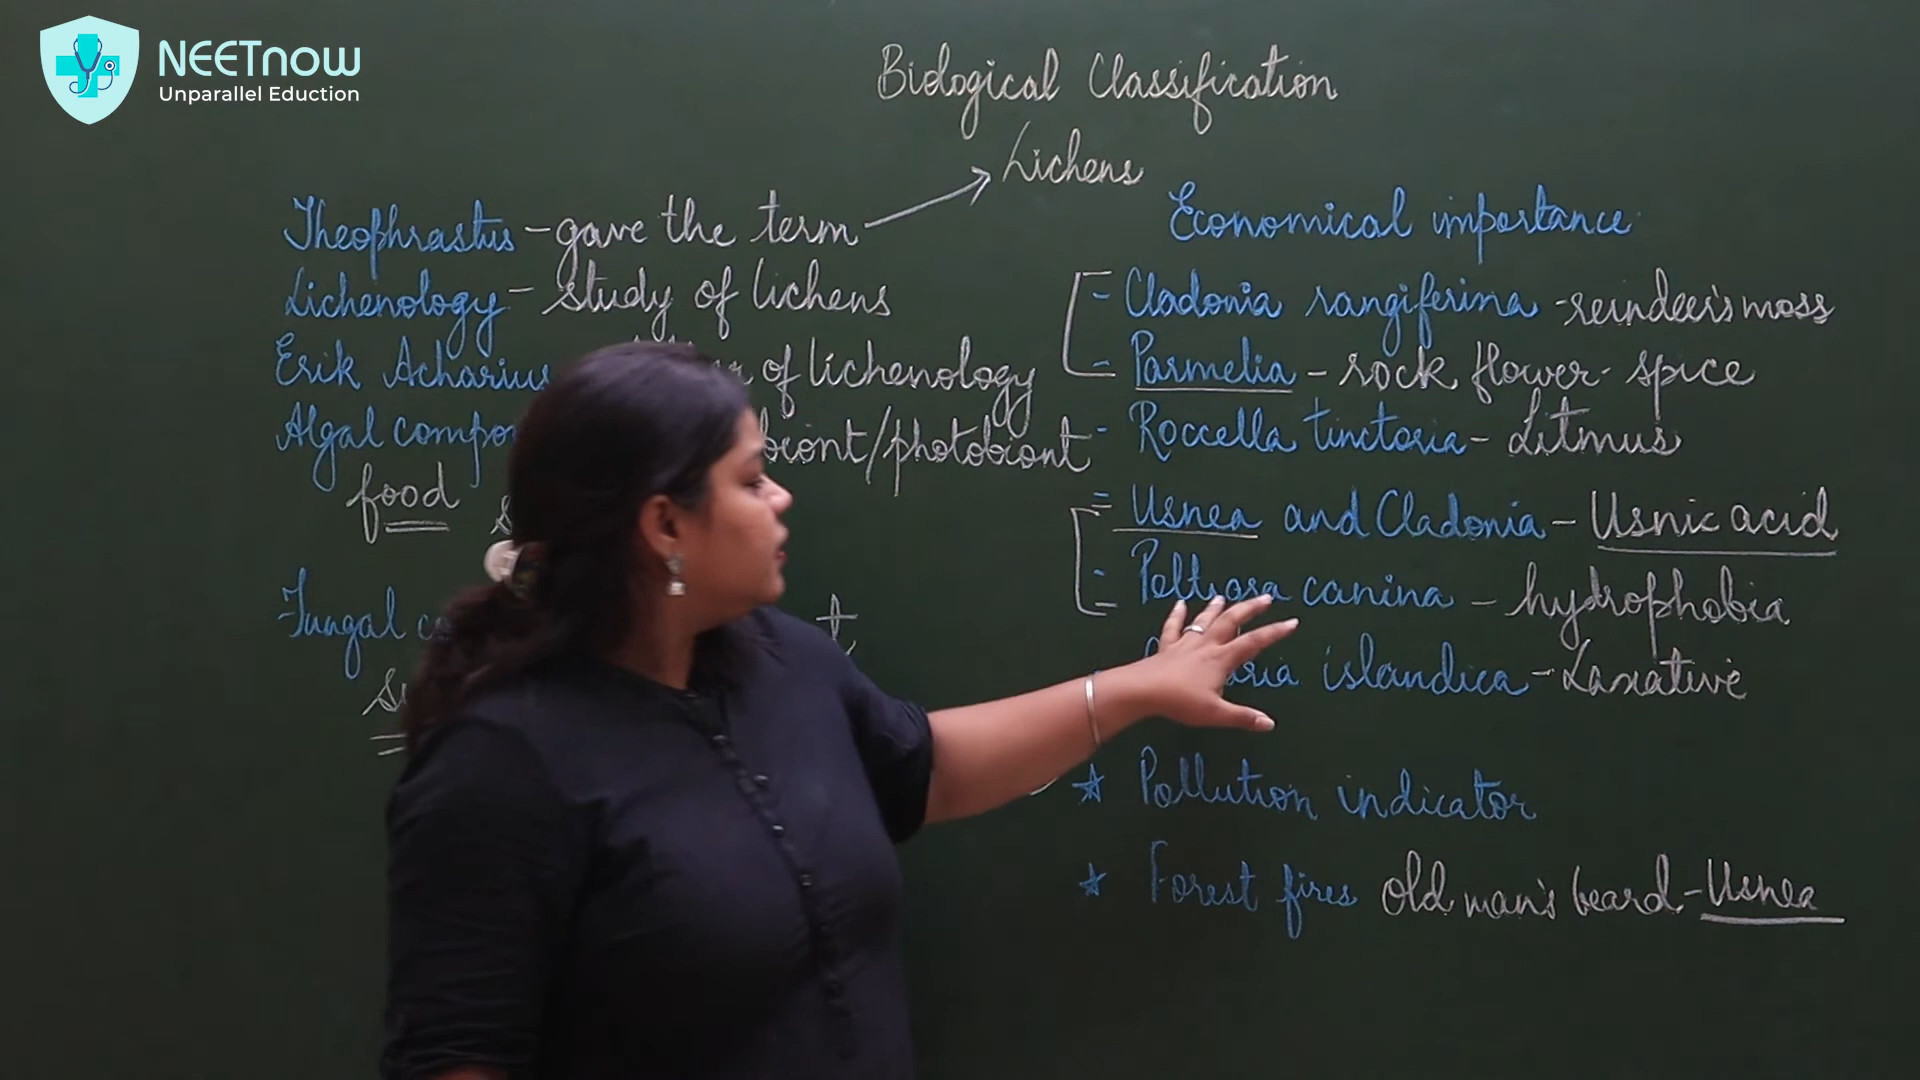 NEETnow
Unparallel Eduction
Biological Classification
Lichens
Theophrastus - gave the term
Lichenology - study of lichens
Erik Acharius of lichenology
Algal /photobiont
food
Fungal
Economical importance
- Cladonia rangiferina - reindeer's moss
- Parmelia - rock flower - spice
- Roccella tinctoria - Litmus
= Usnea and Cladonia - Usnic acid
- canina - hydrophobia
islandica - Laxative
★ Pollution indicator
★ Forest fires old man's beard - Usnea